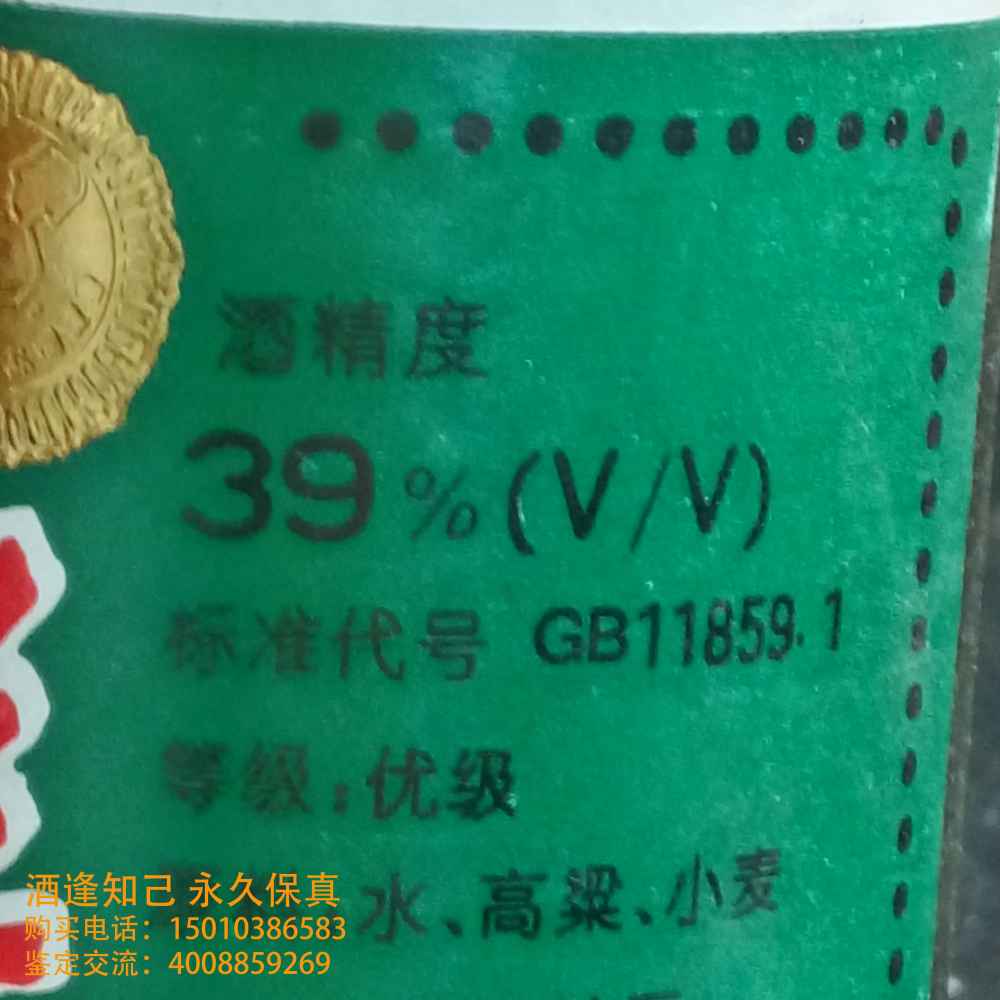 酒精度
39%(V/V)
标准代号 GB11859.1
等级:优级
水、高粱、小麦
酒逢知己 永久保真
购买电话：15010386583
鉴定交流：4008859269